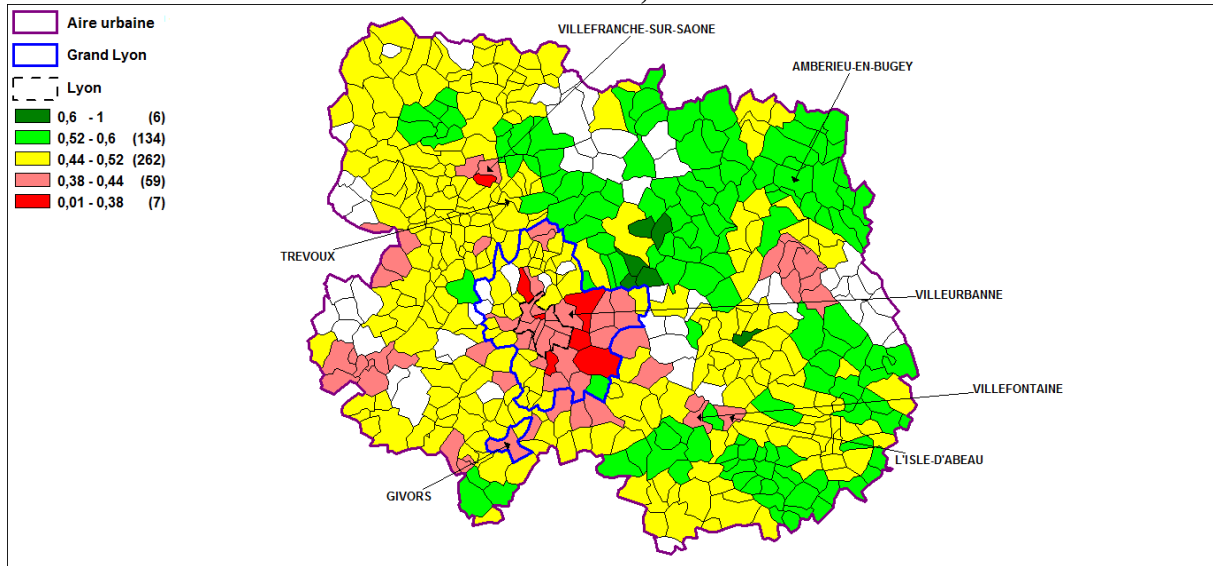 Aire urbaine
Grand Lyon
Lyon
0,6 - 1 (6)
0,52 - 0,6 (134)
0,44 - 0,52 (262)
0,38 - 0,44 (59)
0,01 - 0,38 (7)
VILLEFRANCHE-SUR-SAONE
AMBERIEU-EN-BUGEY
TREVOUX
VILLEURBANNE
VILLEFONTAINE
L'ISLE-D'ABEAU
GIVORS